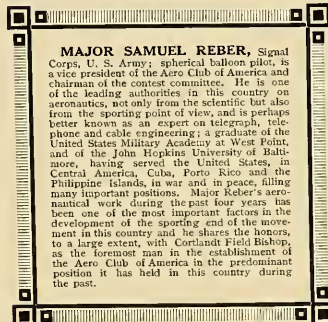 MAJOR SAMUEL REBER, Signal
Corps, U. S. Army; spherical balloon pilot, is
a vice president of the Aero Club of America and
chairman of the contest committee. He is one
of the leading authorities in this country on
aeronautics, not only from the scientific but also
from the sporting point of view, and is perhaps
better known as an expert on telegraph, tele-
phone and cable engineering; a graduate of the
United States Military Academy at West Point,
and of the John Hopkins University of Balti-
more, having served the United States, in
Central America, Cuba, Porto Rico and the
Philippine Islands, in war and in peace, filling
many important positions. Major Reber's aero-
nautical work during the past four years has
been one of the most important factors in the
development of the sporting end of the move-
ment in this country and he shares the honors,
to a large extent, with Cortlandt Field Bishop,
as the foremost man in the establishment of
the Aero Club of America in the predominant
position it has held in this country during
the past.